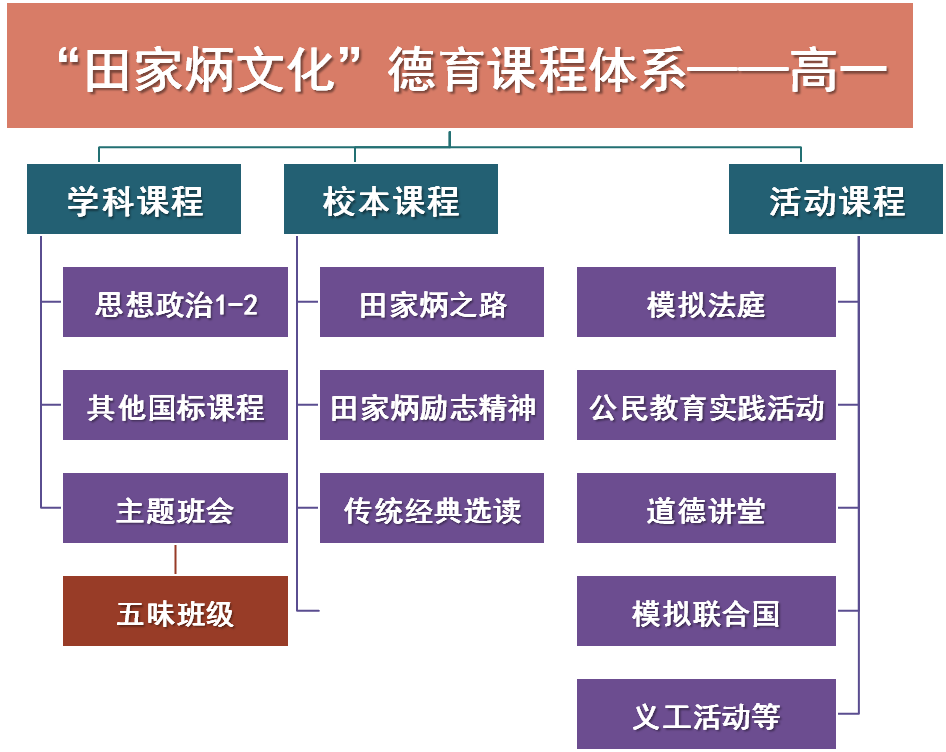 “田家炳文化”德育课程体系——高一
学科课程
校本课程
活动课程
思想政治1-2
田家炳之路
模拟法庭
其他国标课程
田家炳励志精神
公民教育实践活动
主题班会
传统经典选读
道德讲堂
五味班级
模拟联合国
义工活动等